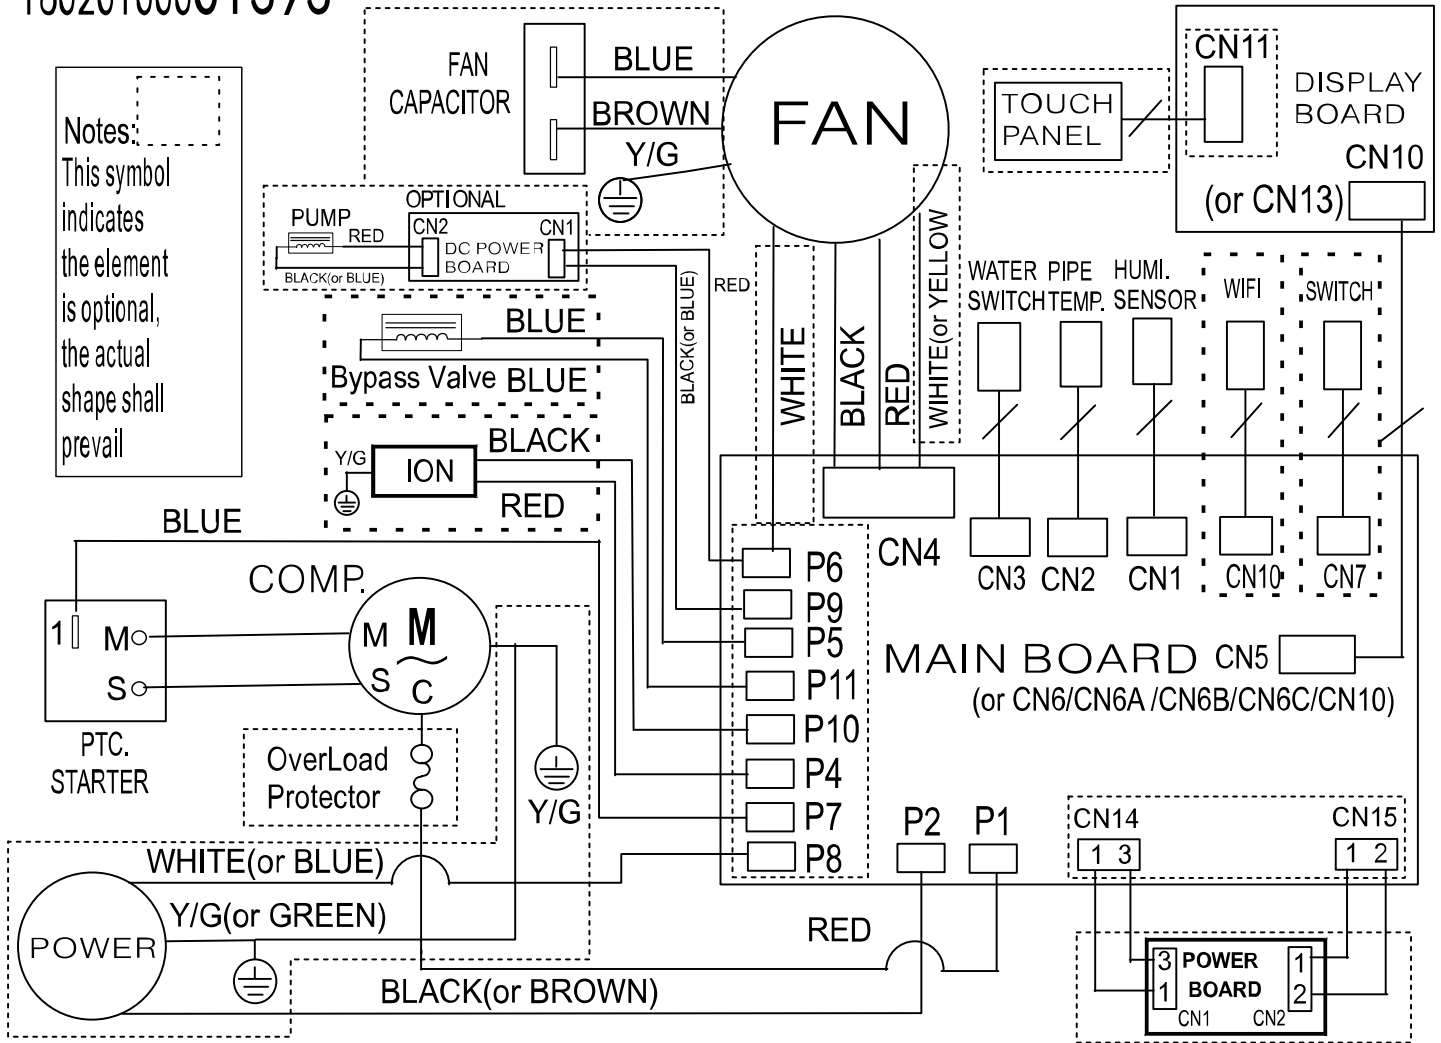 Notes:
This symbol
indicates
the element
is optional,
the actual
shape shall
prevail
FAN
CAPACITOR
BLUE
BROWN
Y/G
FAN
TOUCH
PANEL
CN11
DISPLAY
BOARD
CN10
(or CN13)
OPTIONAL
PUMP
RED
BLACK(or BLUE)
CN2
CN1
DC POWER
BOARD
RED
BLACK(or BLUE)
WHITE
BLACK
RED
WIHITE(or YELLOW)
WATER
SWITCH
PIPE
TEMP.
HUMI.
SENSOR
WIFI
SWITCH
BLUE
Bypass Valve BLUE
BLACK
Y/G
ION
RED
BLUE
COMP.
1
M
S
M
M
S
C
PTC.
STARTER
OverLoad
Protector
Y/G
P6
P9
P5
P11
P10
P4
P7
P8
CN4
CN3
CN2
CN1
CN10
CN7
MAIN BOARD
CN5
(or CN6/CN6A /CN6B/CN6C/CN10)
P2
P1
CN14
1 3
CN15
1 2
WHITE(or BLUE)
Y/G(or GREEN)
POWER
BLACK(or BROWN)
RED
3
1
POWER
BOARD
1
2
CN1
CN2